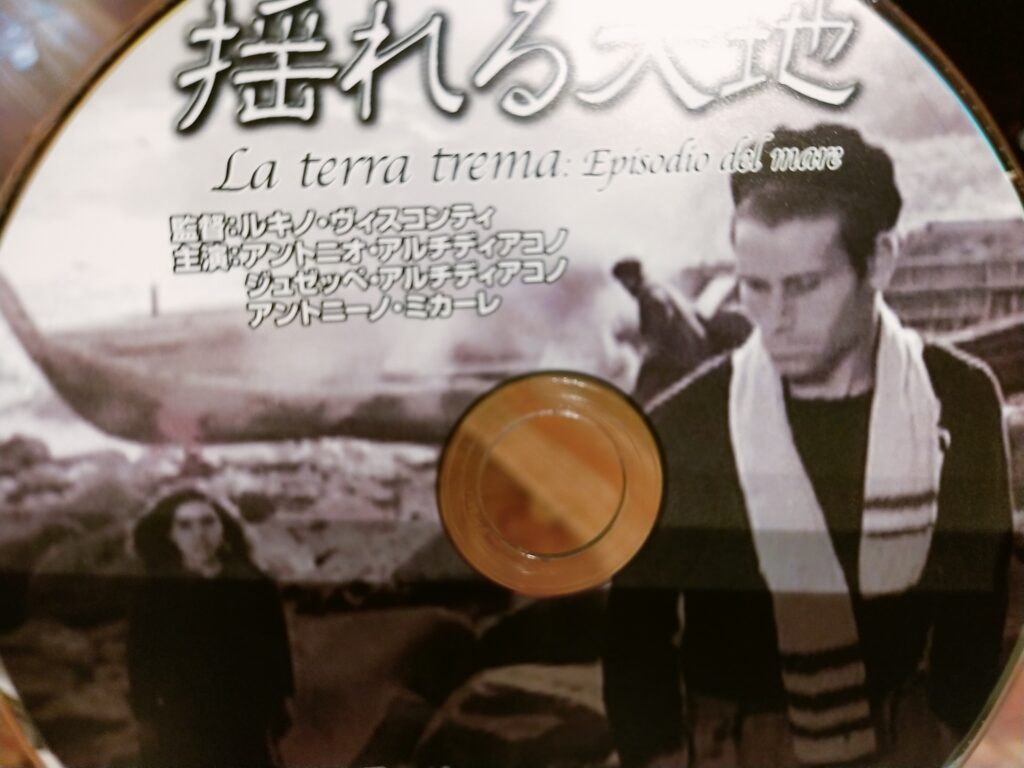 揺れる大地
La terra trema: Episodio del mare
監督:ルキノ・ヴィスコンティ
主演:アントニオ・アルチディアコノ
ジュゼッペ・アルチディアコノ
アントニーノ・ミカーレ